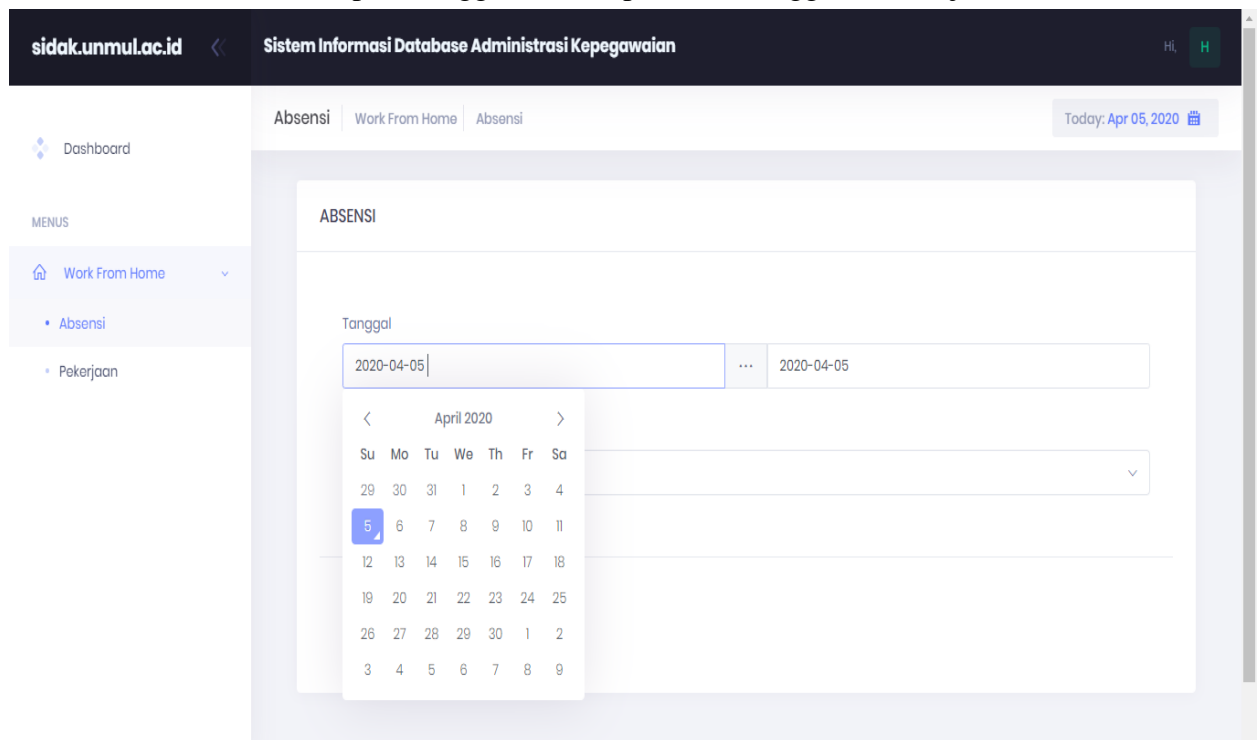 sidak.unmul.ac.id
Sistem Informasi Database Administrasi Kepegawaian
Hi,
H
Absensi
Work From Home
Absensi
Today: Apr 05, 2020
Dashboard
MENUS
Work From Home
Absensi
Pekerjaan
ABSENSI
Tanggal
2020-04-05
...
2020-04-05
April 2020
Su Mo Tu We Th Fr Sa
29 30 31 1 2 3 4
5 6 7 8 9 10 11
12 13 14 15 16 17 18
19 20 21 22 23 24 25
26 27 28 29 30 1 2
3 4 5 6 7 8 9